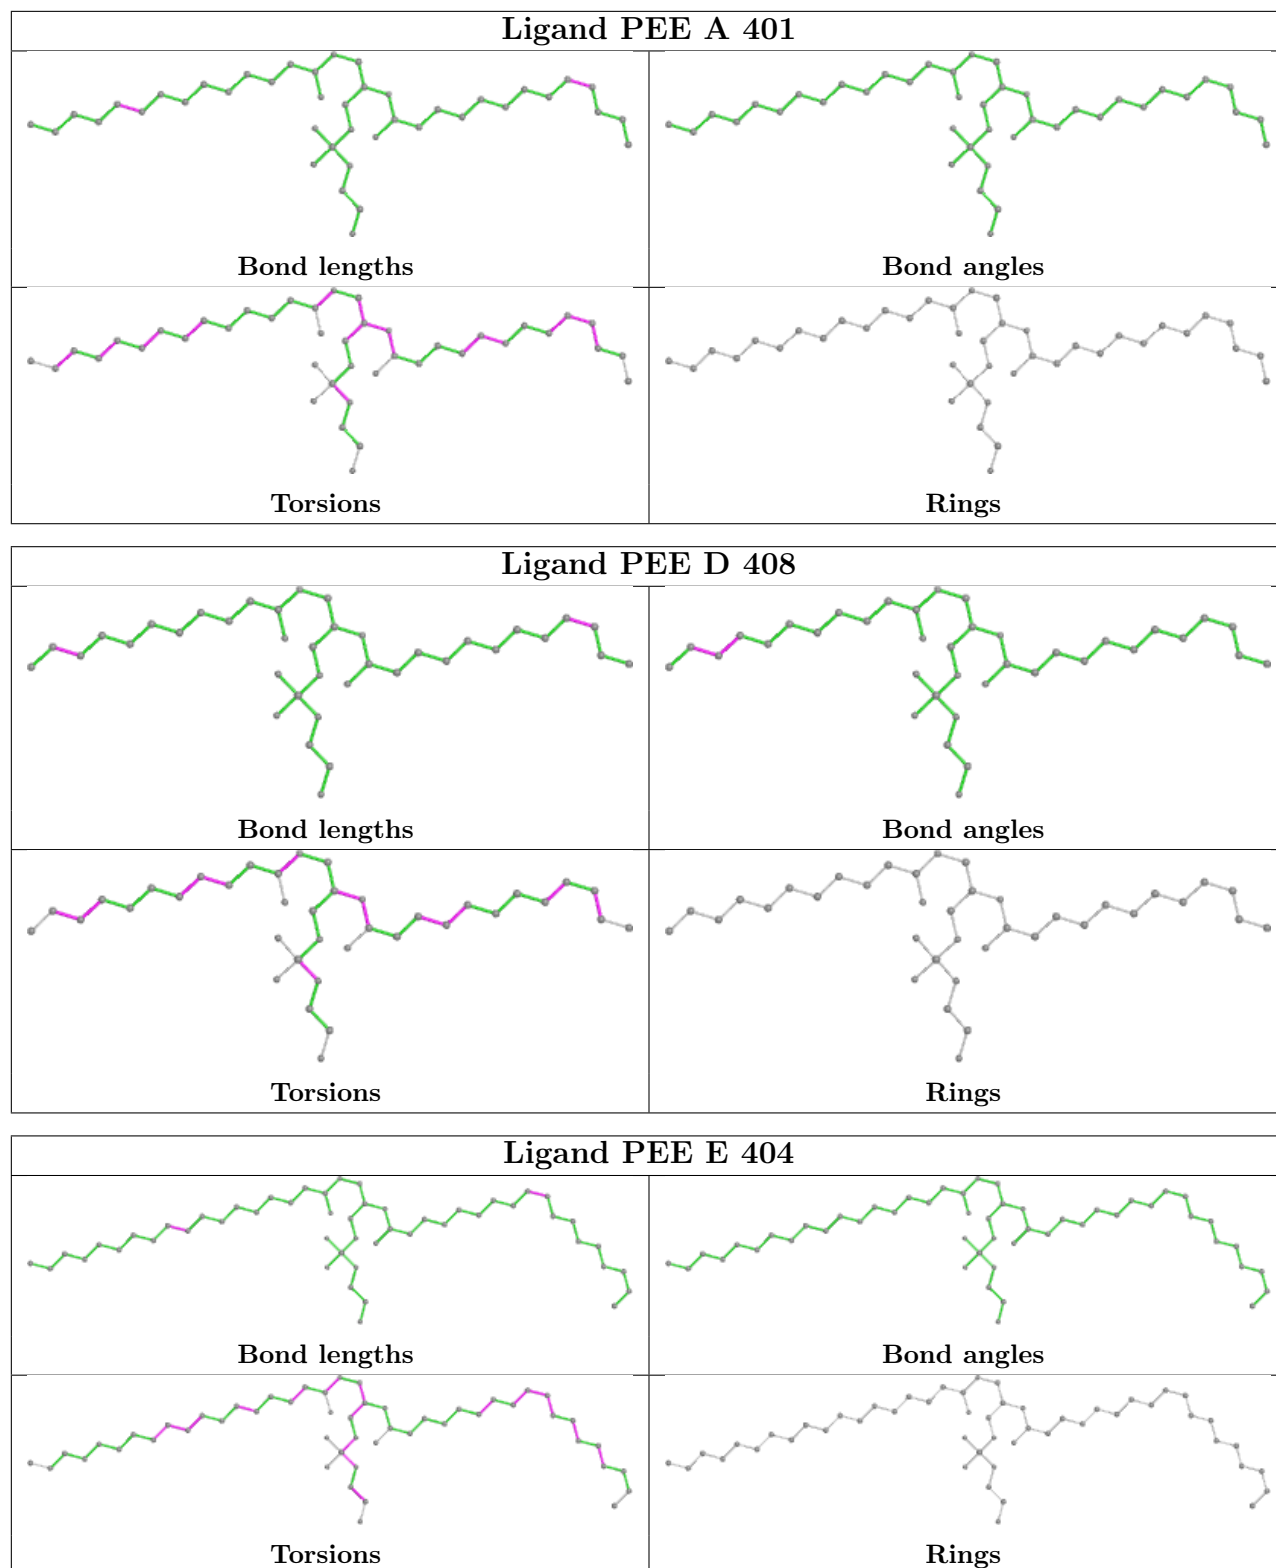 Ligand PEE A 401
Bond lengths
Bond angles
Torsions
Rings
Ligand PEE D 408
Bond lengths
Bond angles
Torsions
Rings
Ligand PEE E 404
Bond lengths
Bond angles
Torsions
Rings